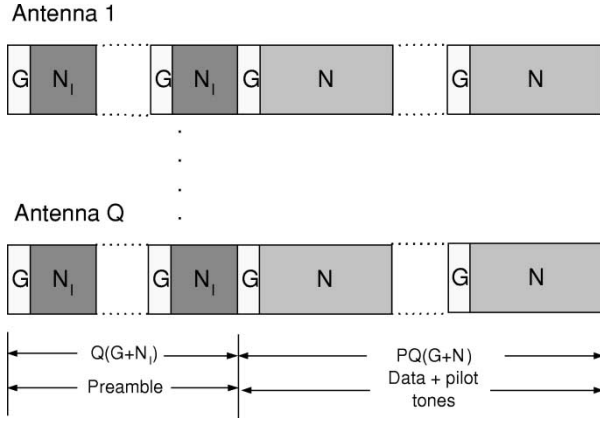 Antenna 1
G N_I G N_I G N G N
Antenna Q
G N_I G N_I G N G N
Q(G+N_I) PQ(G+N)
Preamble Data + pilot
tones